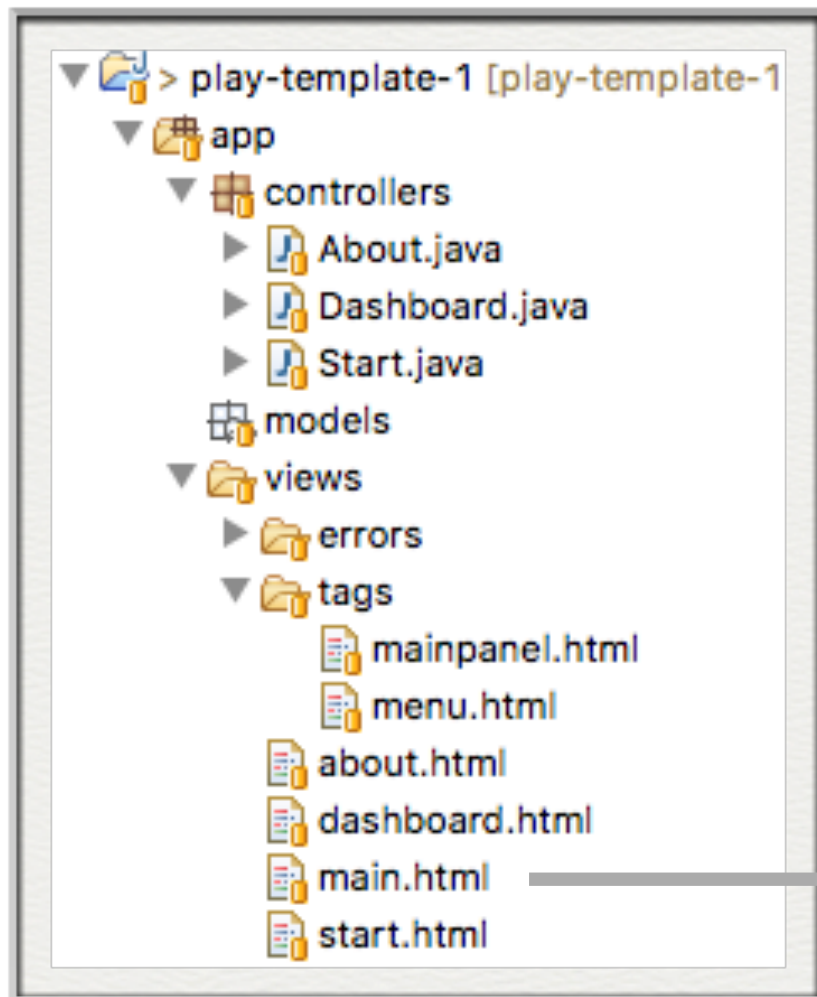 > play-template-1 [play-template-1
app
controllers
About.java
Dashboard.java
Start.java
models
views
errors
tags
mainpanel.html
menu.html
about.html
dashboard.html
main.html
start.html